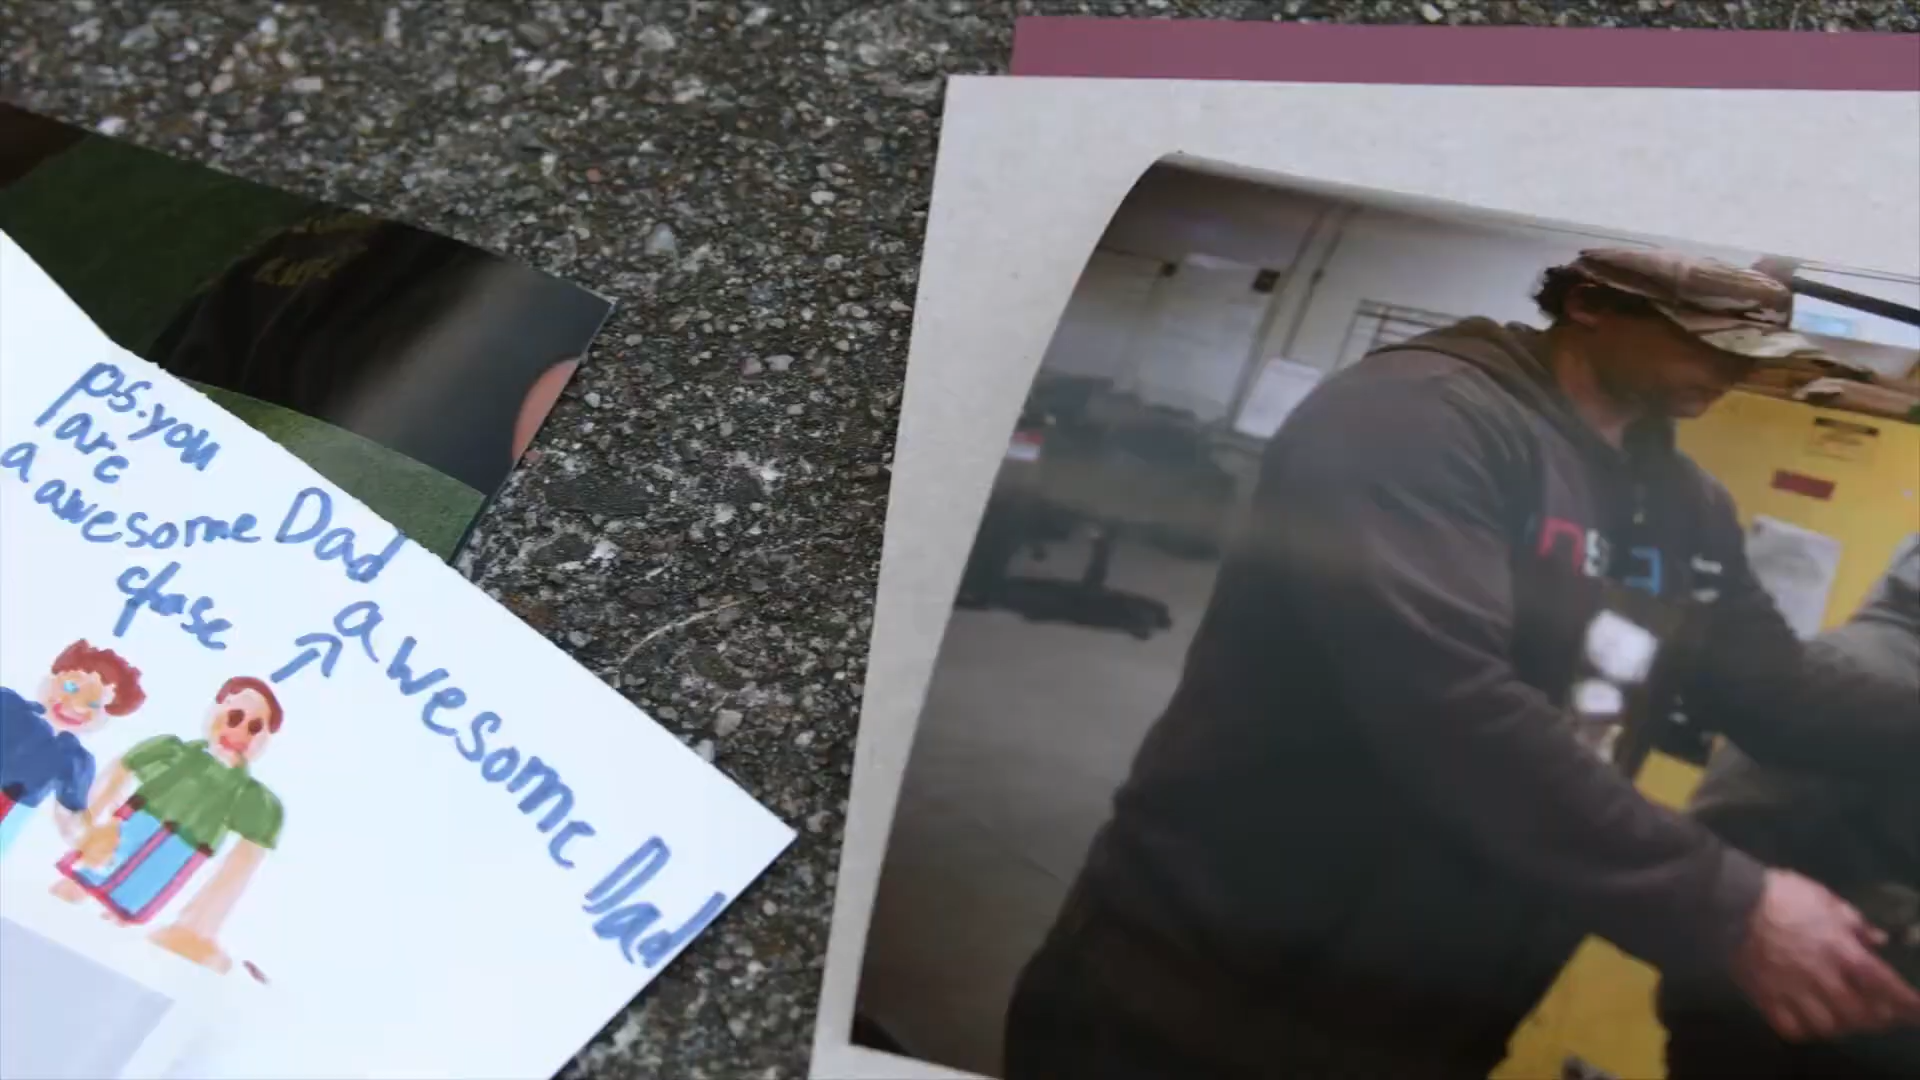 ps. you
are
a awesome Dad
chase
awesome Dad